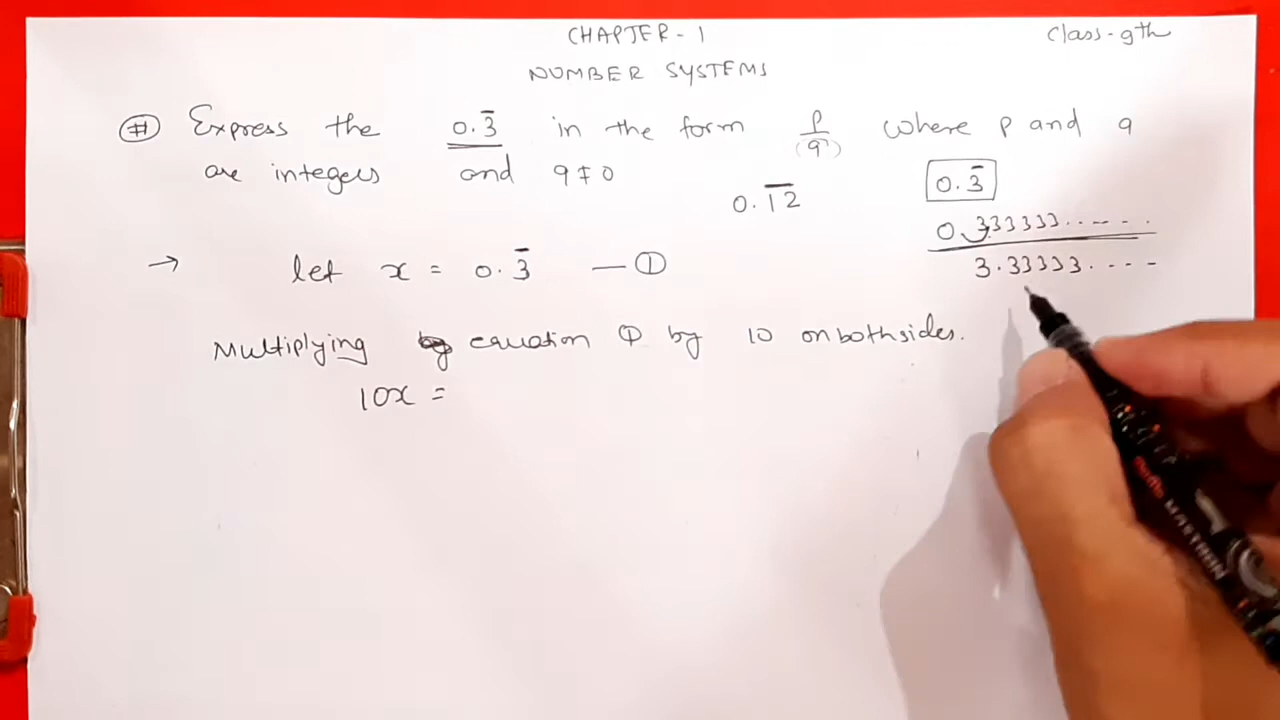 CHAPTER-1
Class-9th
NUMBER SYSTEMS
# Express the 0.3̅ in the form p/q where p and q
are integers and q≠0
0.1̅2̅
0.3̅
0.333333.......
3.33333....
→ let x = 0.3̅ —①
Multiplying equation ① by 10 on both sides.
10x =